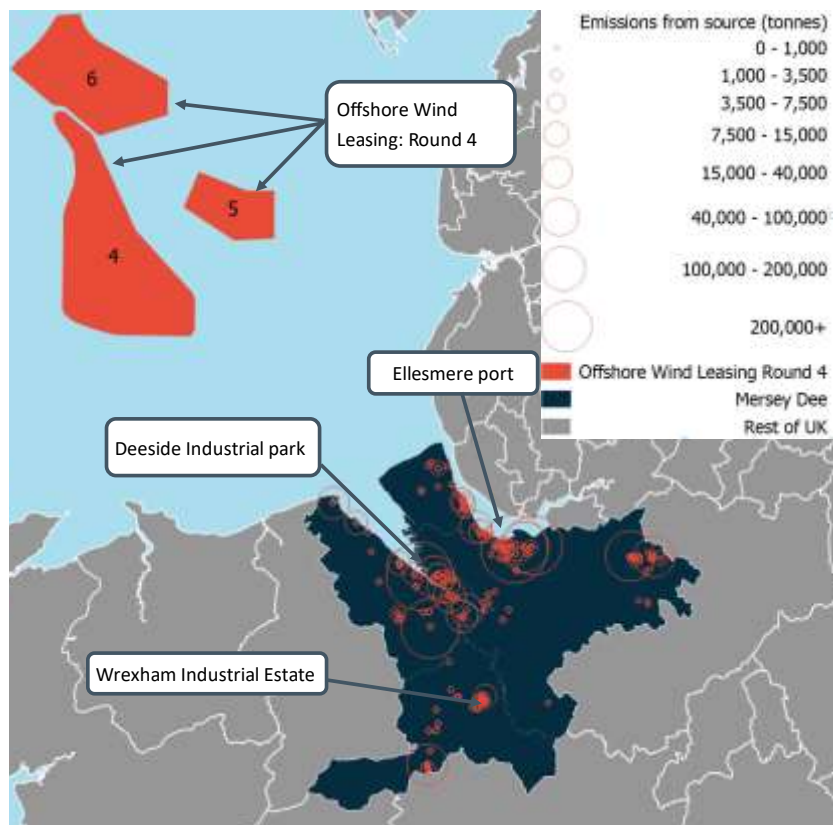 Emissions from source (tonnes)
0 - 1,000
1,000 - 3,500
3,500 - 7,500
7,500 - 15,000
15,000 - 40,000
40,000 - 100,000
100,000 - 200,000
200,000+
Offshore Wind Leasing Round 4
Mersey Dee
Rest of UK
6
Offshore Wind
Leasing: Round 4
5
4
Ellesmere port
Deeside Industrial park
Wrexham Industrial Estate